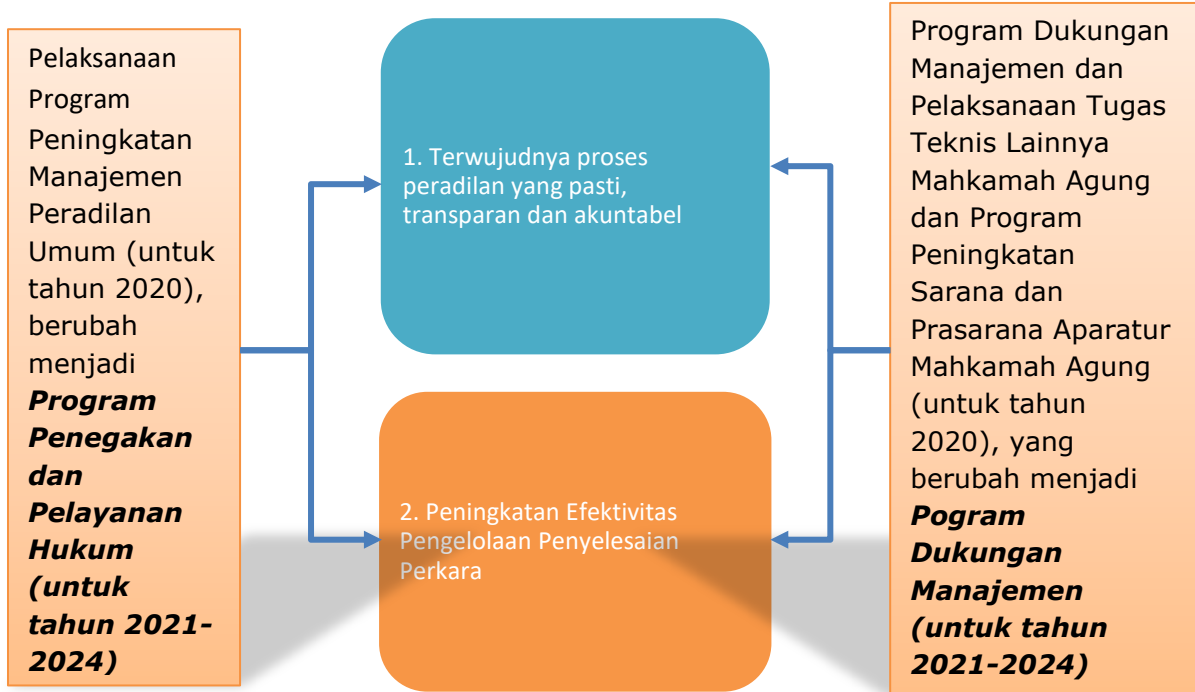 Pelaksanaan
Program
Peningkatan
Manajemen
Peradilan
Umum (untuk
tahun 2020),
berubah
menjadi
Program
Penegakan
dan
Pelayanan
Hukum
(untuk
tahun 2021-
2024)
1. Terwujudnya proses
peradilan yang pasti,
transparan dan akuntabel
2. Peningkatan Efektivitas
Pengelolaan Penyelesaian
Perkara
Program Dukungan
Manajemen dan
Pelaksanaan Tugas
Teknis Lainnya
Mahkamah Agung
dan Program
Peningkatan
Sarana dan
Prasarana Aparatur
Mahkamah Agung
(untuk tahun
2020), yang
berubah menjadi
Pogram
Dukungan
Manajemen
(untuk tahun
2021-2024)